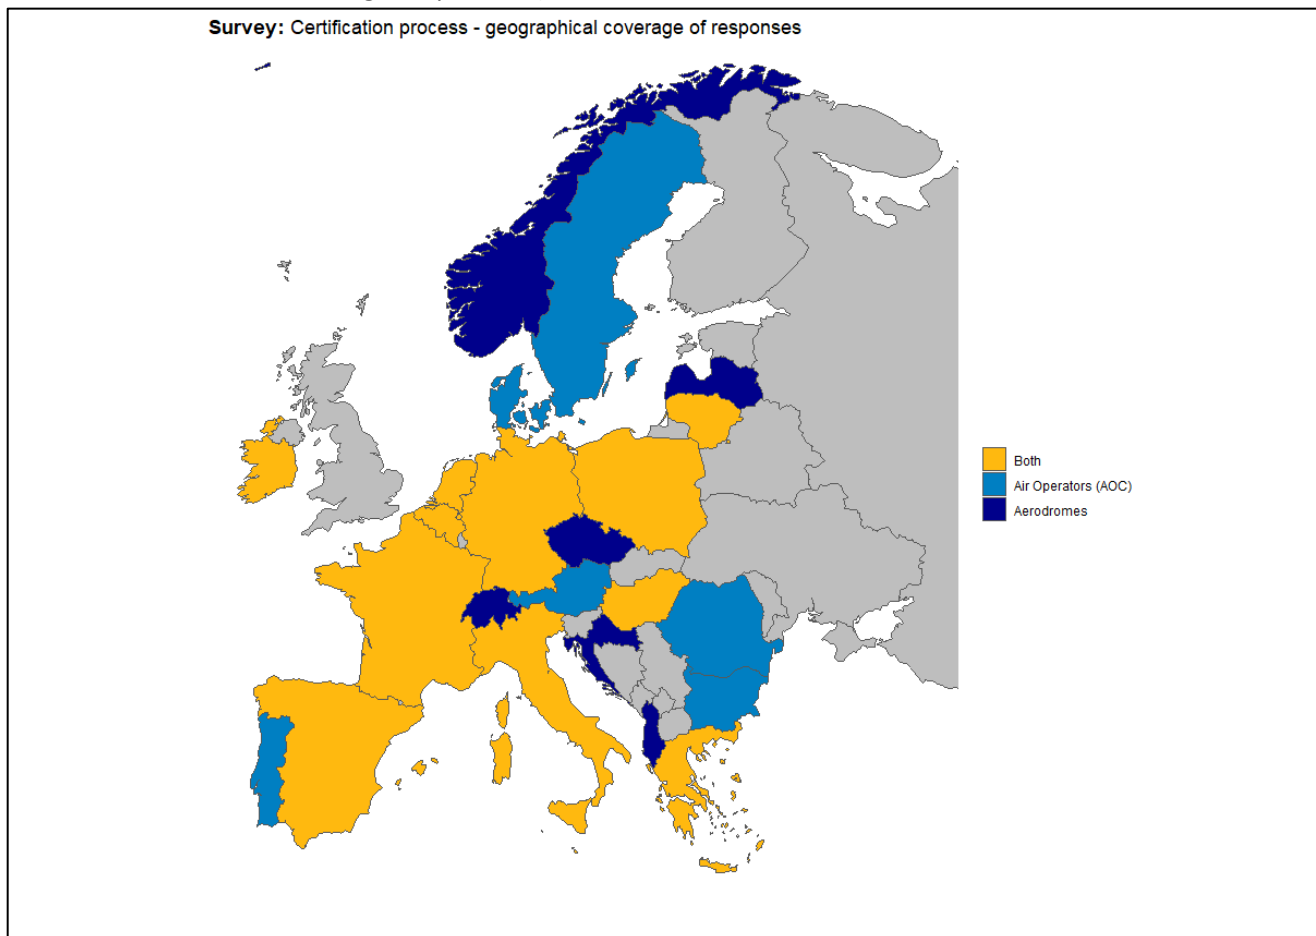 Survey: Certification process - geographical coverage of responses
Both
Air Operators (AOC)
Aerodromes